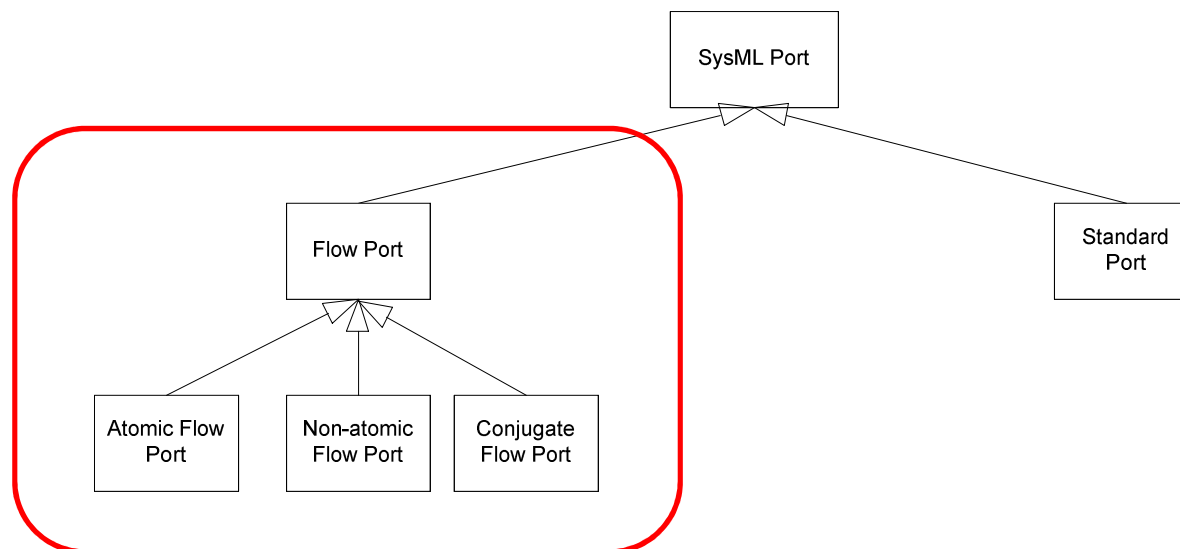 SysML Port
Flow Port
Standard
Port
Atomic Flow
Port
Non-atomic
Flow Port
Conjugate
Flow Port